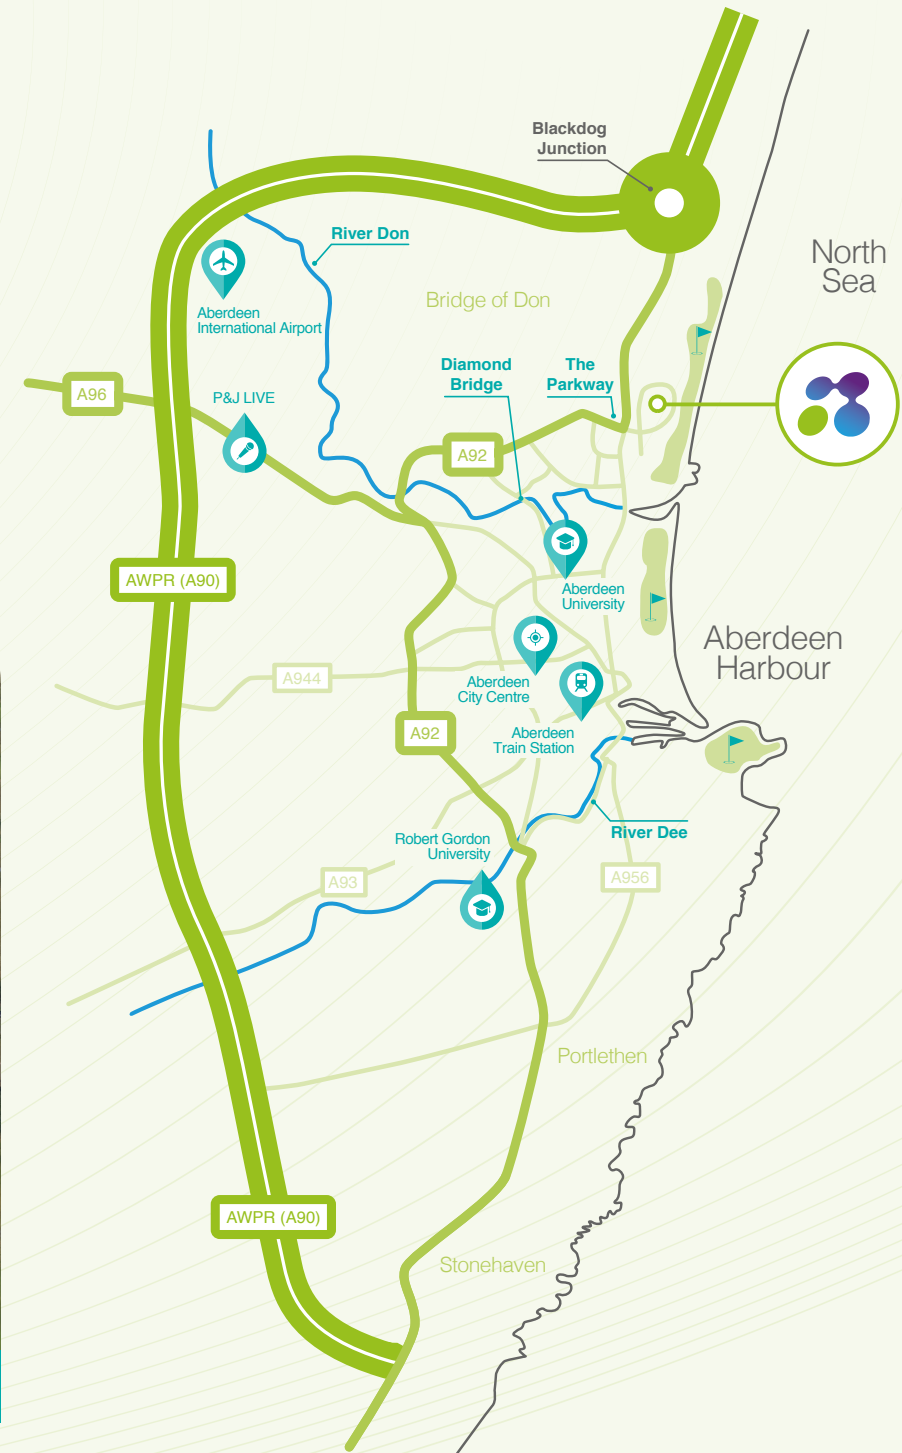 Blackdog
Junction
River Don
North
Sea
Aberdeen
International Airport
Bridge of Don
Diamond
Bridge
The
Parkway
A96
P&J LIVE
A92
AWPR (A90)
Aberdeen
University
Aberdeen
Harbour
A944
Aberdeen
City Centre
A92
Aberdeen
Train Station
River Dee
Robert Gordon
University
A93
A956
Portlethen
AWPR (A90)
Stonehaven